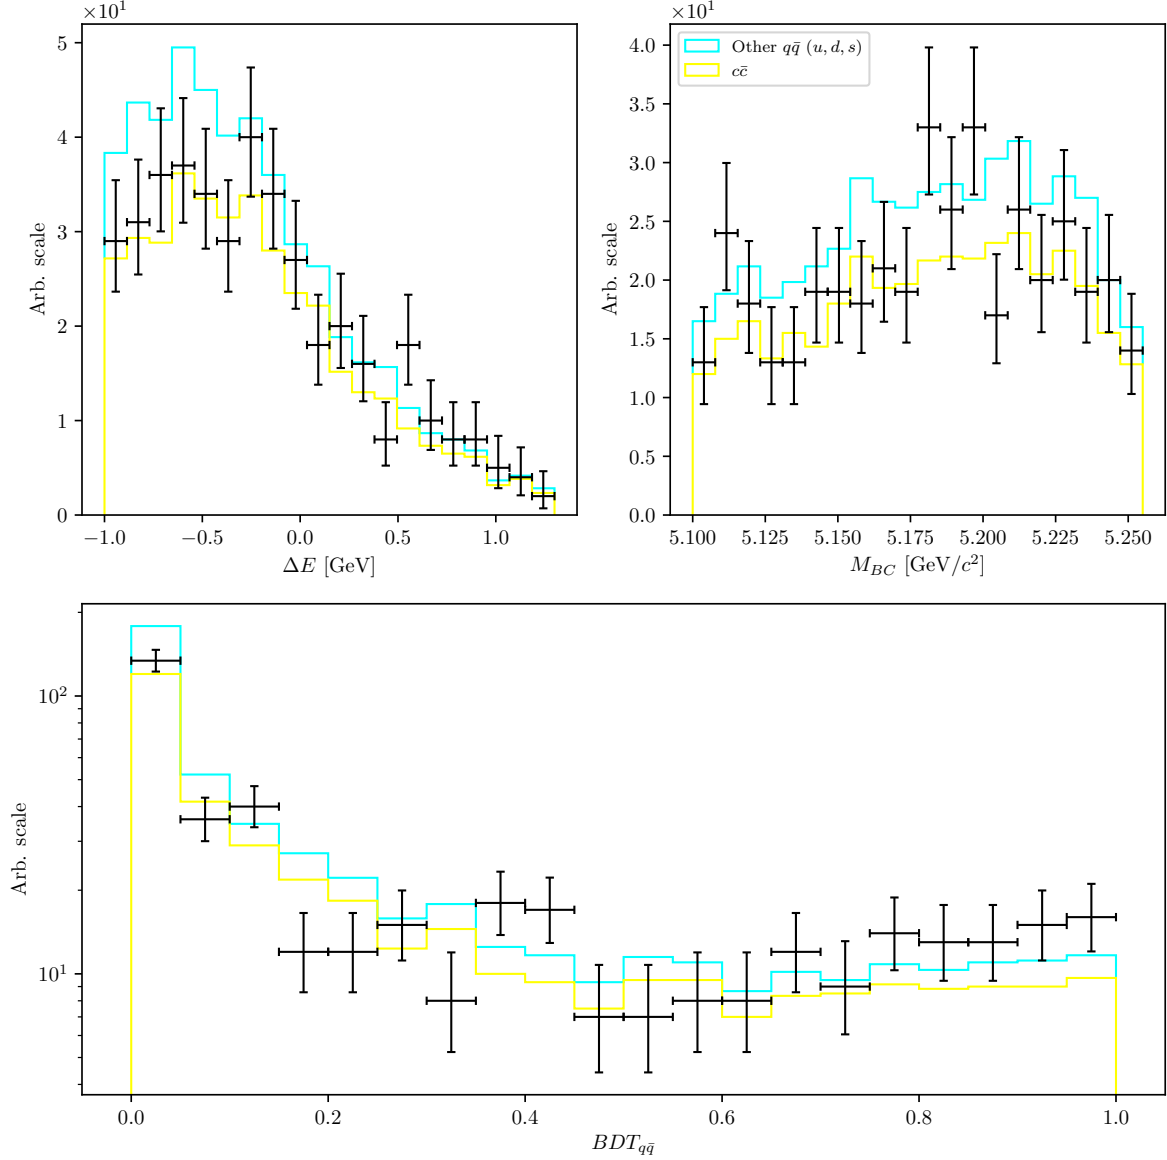 ×10¹ ×10¹
5 4 3 2 1 0
Arb. scale
−1.0 −0.5 0.0 0.5 1.0
ΔE [GeV]
Other qq̄ (u, d, s)
cc̄
4.0 3.5 3.0 2.5 2.0 1.5 1.0 0.5 0.0
Arb. scale
5.100 5.125 5.150 5.175 5.200 5.225 5.250
M_{BC} [GeV/c²]
10² 10¹
Arb. scale
0.0 0.2 0.4 0.6 0.8 1.0
BDT_{qq̄}